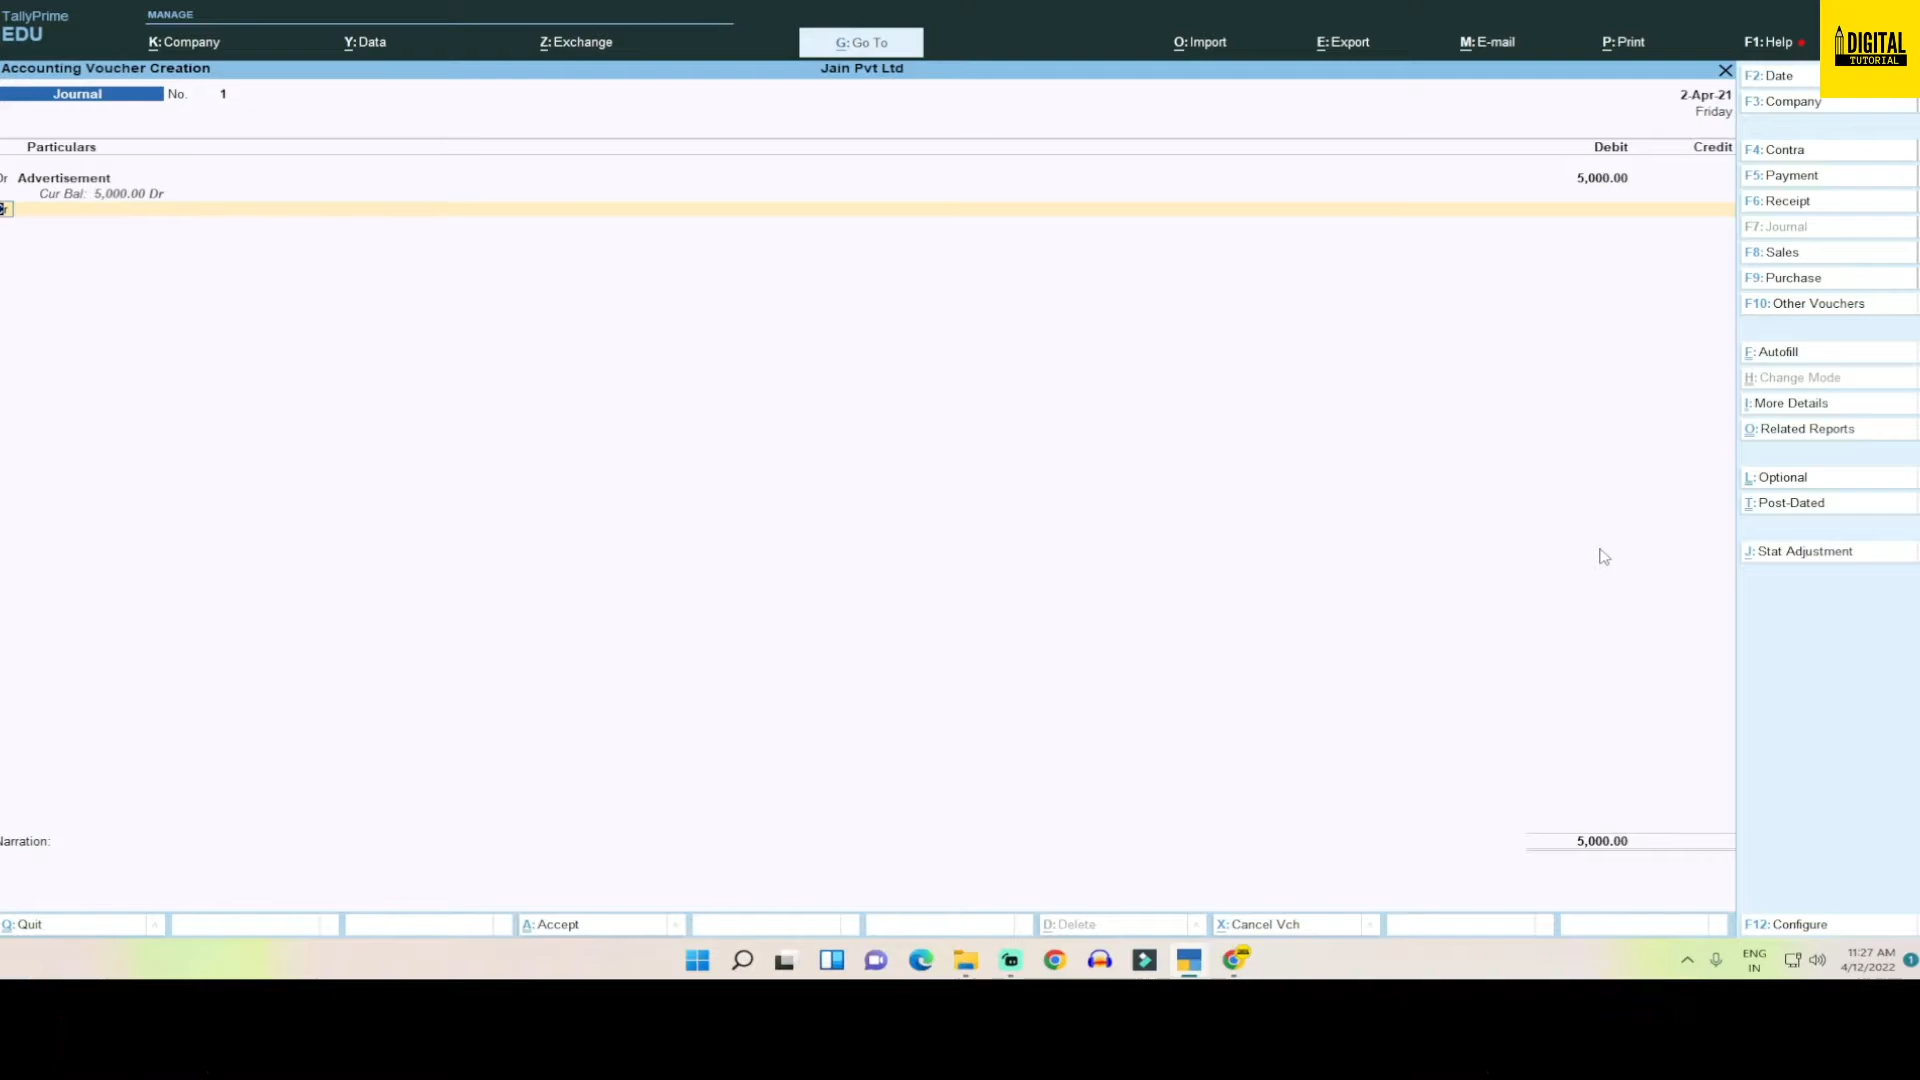 TallyPrime
EDU
MANAGE
K: Company
Y: Data
Z: Exchange
G: Go To
O: Import
E: Export
M: E-mail
P: Print
F1: Help
DIGITAL
TUTORIAL
Accounting Voucher Creation
Jain Pvt Ltd
Journal No. 1
2-Apr-21
Friday
Particulars
Debit
Credit
Dr Advertisement
5,000.00
Cur Bal: 5,000.00 Dr
Cr
Narration:
5,000.00
F2: Date
F3: Company
F4: Contra
F5: Payment
F6: Receipt
F7: Journal
F8: Sales
F9: Purchase
F10: Other Vouchers
F: Autofill
H: Change Mode
I: More Details
O: Related Reports
L: Optional
T: Post-Dated
J: Stat Adjustment
Q: Quit
A: Accept
D: Delete
X: Cancel Vch
F12: Configure
ENG
IN
11:27 AM
4/12/2022
1